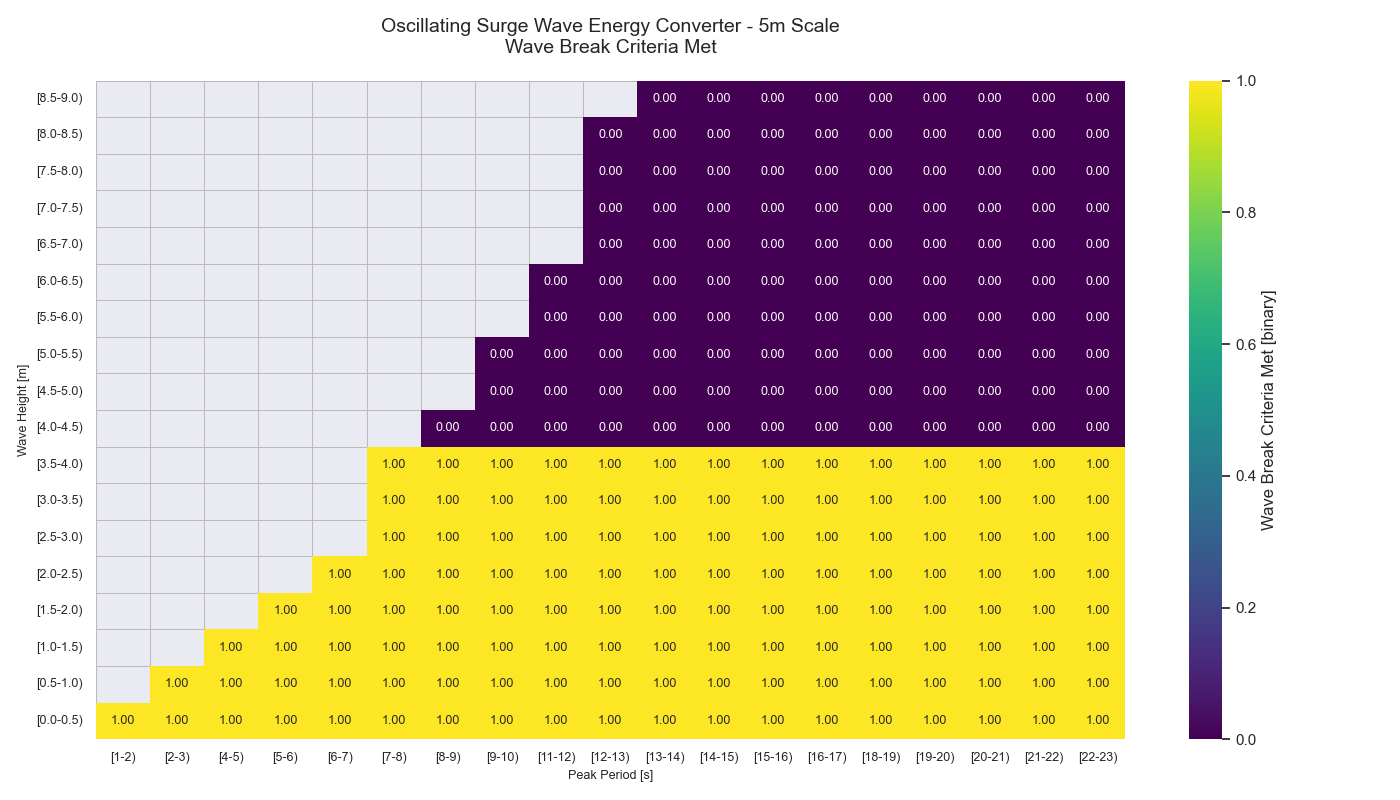 Oscillating Surge Wave Energy Converter - 5m Scale
Wave Break Criteria Met
Wave Height [m]
[8.5-9.0) 0.00 0.00 0.00 0.00 0.00 0.00 0.00 0.00 0.00
[8.0-8.5) 0.00 0.00 0.00 0.00 0.00 0.00 0.00 0.00 0.00 0.00
[7.5-8.0) 0.00 0.00 0.00 0.00 0.00 0.00 0.00 0.00 0.00 0.00
[7.0-7.5) 0.00 0.00 0.00 0.00 0.00 0.00 0.00 0.00 0.00 0.00
[6.5-7.0) 0.00 0.00 0.00 0.00 0.00 0.00 0.00 0.00 0.00 0.00
[6.0-6.5) 0.00 0.00 0.00 0.00 0.00 0.00 0.00 0.00 0.00 0.00 0.00
[5.5-6.0) 0.00 0.00 0.00 0.00 0.00 0.00 0.00 0.00 0.00 0.00 0.00
[5.0-5.5) 0.00 0.00 0.00 0.00 0.00 0.00 0.00 0.00 0.00 0.00 0.00 0.00
[4.5-5.0) 0.00 0.00 0.00 0.00 0.00 0.00 0.00 0.00 0.00 0.00 0.00 0.00
[4.0-4.5) 0.00 0.00 0.00 0.00 0.00 0.00 0.00 0.00 0.00 0.00 0.00 0.00 0.00
[3.5-4.0) 1.00 1.00 1.00 1.00 1.00 1.00 1.00 1.00 1.00 1.00 1.00 1.00 1.00 1.00
[3.0-3.5) 1.00 1.00 1.00 1.00 1.00 1.00 1.00 1.00 1.00 1.00 1.00 1.00 1.00 1.00
[2.5-3.0) 1.00 1.00 1.00 1.00 1.00 1.00 1.00 1.00 1.00 1.00 1.00 1.00 1.00 1.00
[2.0-2.5) 1.00 1.00 1.00 1.00 1.00 1.00 1.00 1.00 1.00 1.00 1.00 1.00 1.00 1.00 1.00
[1.5-2.0) 1.00 1.00 1.00 1.00 1.00 1.00 1.00 1.00 1.00 1.00 1.00 1.00 1.00 1.00 1.00 1.00
[1.0-1.5) 1.00 1.00 1.00 1.00 1.00 1.00 1.00 1.00 1.00 1.00 1.00 1.00 1.00 1.00 1.00 1.00 1.00
[0.5-1.0) 1.00 1.00 1.00 1.00 1.00 1.00 1.00 1.00 1.00 1.00 1.00 1.00 1.00 1.00 1.00 1.00 1.00 1.00
[0.0-0.5) 1.00 1.00 1.00 1.00 1.00 1.00 1.00 1.00 1.00 1.00 1.00 1.00 1.00 1.00 1.00 1.00 1.00 1.00 1.00
[1-2) [2-3) [4-5) [5-6) [6-7) [7-8) [8-9) [9-10) [11-12) [12-13) [13-14) [14-15) [15-16) [16-17) [18-19) [19-20) [20-21) [21-22) [22-23)
Peak Period [s]
1.0
0.8
0.6
0.4
0.2
0.0
Wave Break Criteria Met [binary]